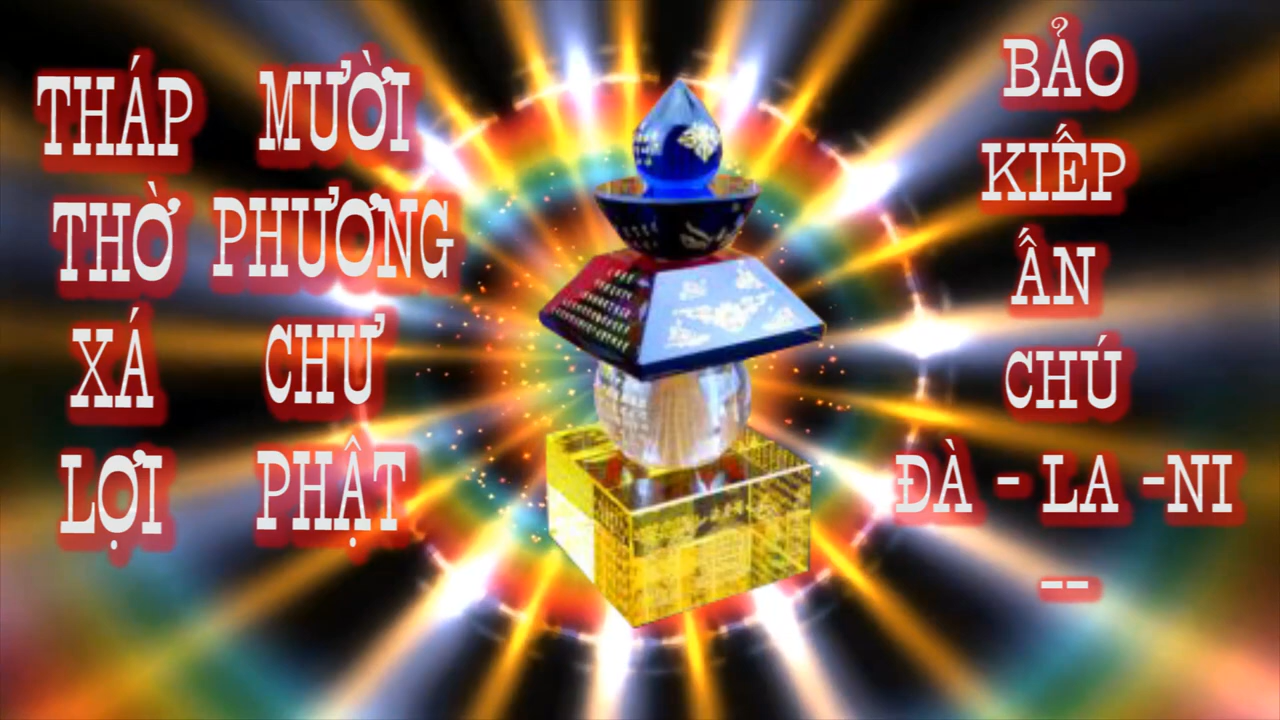 THÁP
THỜ
XÁ
LỢI
MƯỜI
PHƯƠNG
CHƯ
PHẬT
BẢO
KIẾP
ẤN
CHÚ
ĐÀ - LA -NI
--